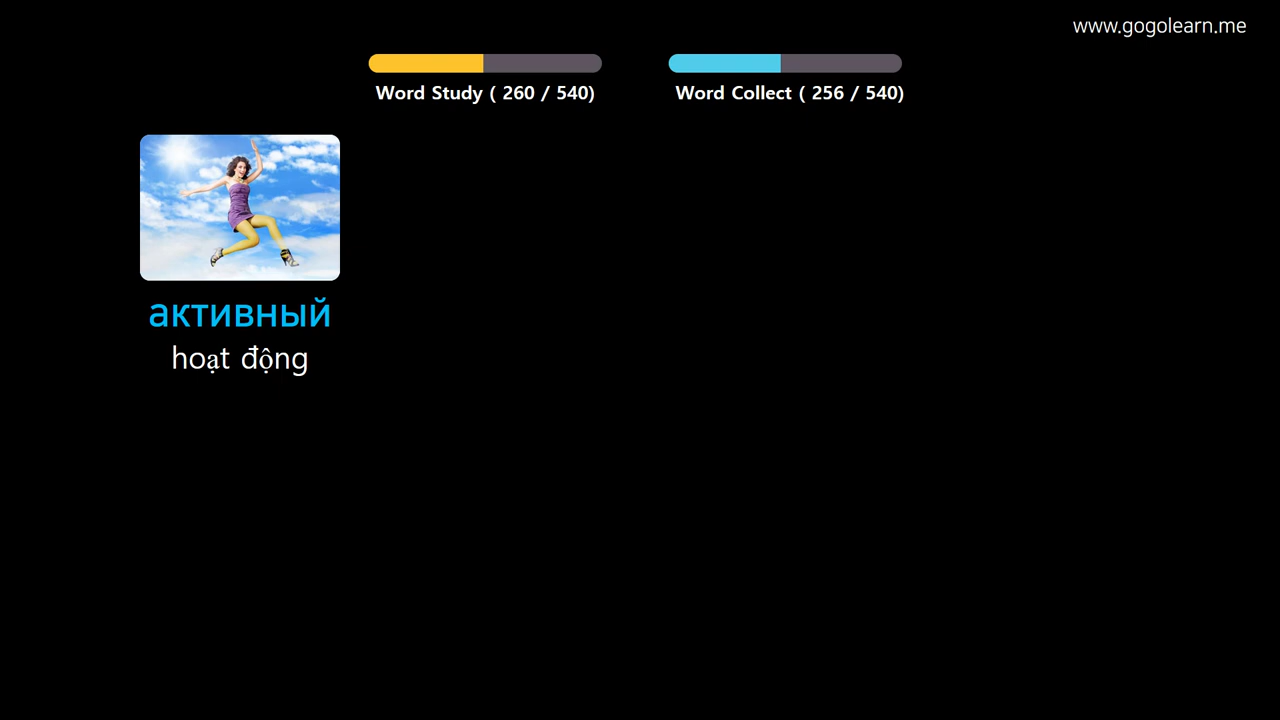 www.gogolearn.me
Word Study ( 260 / 540)
Word Collect ( 256 / 540)
активный
hoạt động